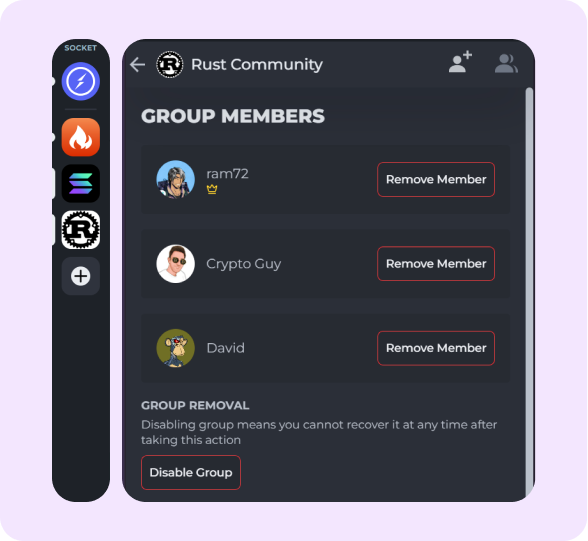 SOCKET
R
Rust Community
GROUP MEMBERS
ram72
Remove Member
R
Crypto Guy
Remove Member
David
Remove Member
GROUP REMOVAL
Disabling group means you cannot recover it at any time after
taking this action
Disable Group